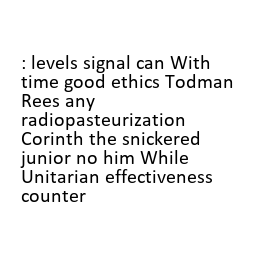 : levels signal can With
time good ethics Todman
Rees any
radiopasteurization
Corinth the snickered
junior no him While
Unitarian effectiveness
counter